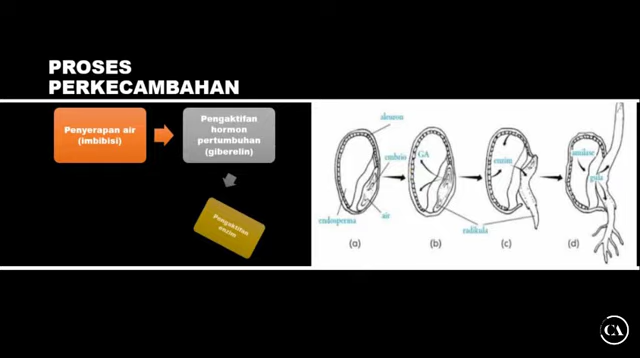 PROSES
PERKECAMBAHAN
Penyerapan air
(imbibisi)
Pengaktifan
hormon
pertumbuhan
(giberelin)
Pengaktifan
enzim
aleuron
embrio
endosperma
air
(a)
GA
radikula
(b)
enzim
(c)
amilase
gula
(d)
CA